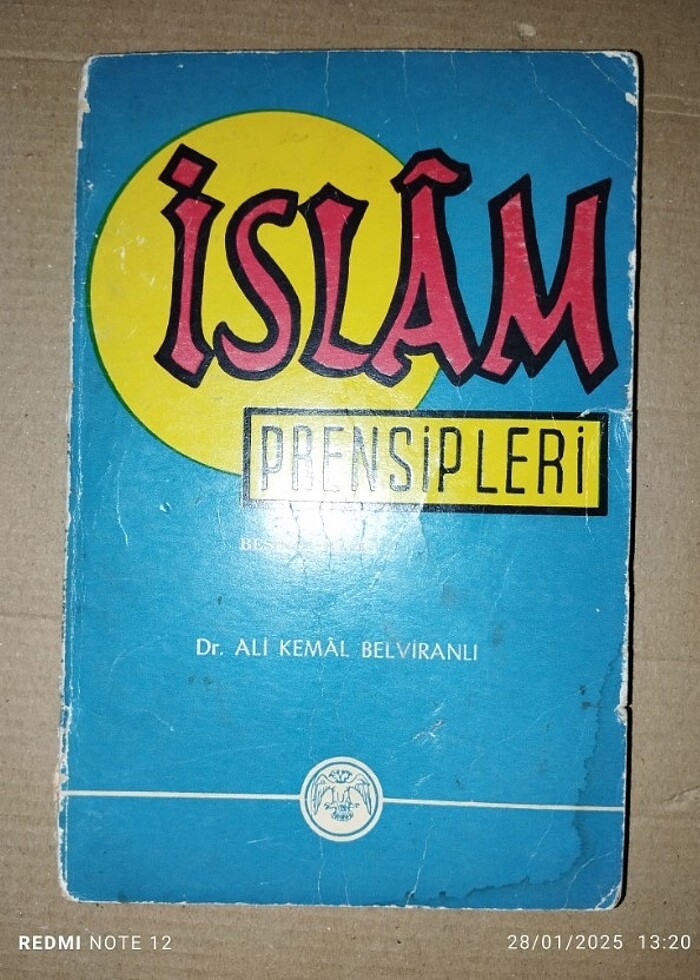 İSLÂM
PRENSİPLERİ
Dr. ALİ KEMÂL BELVİRANLI
REDMI NOTE 12
28/01/2025 13:20